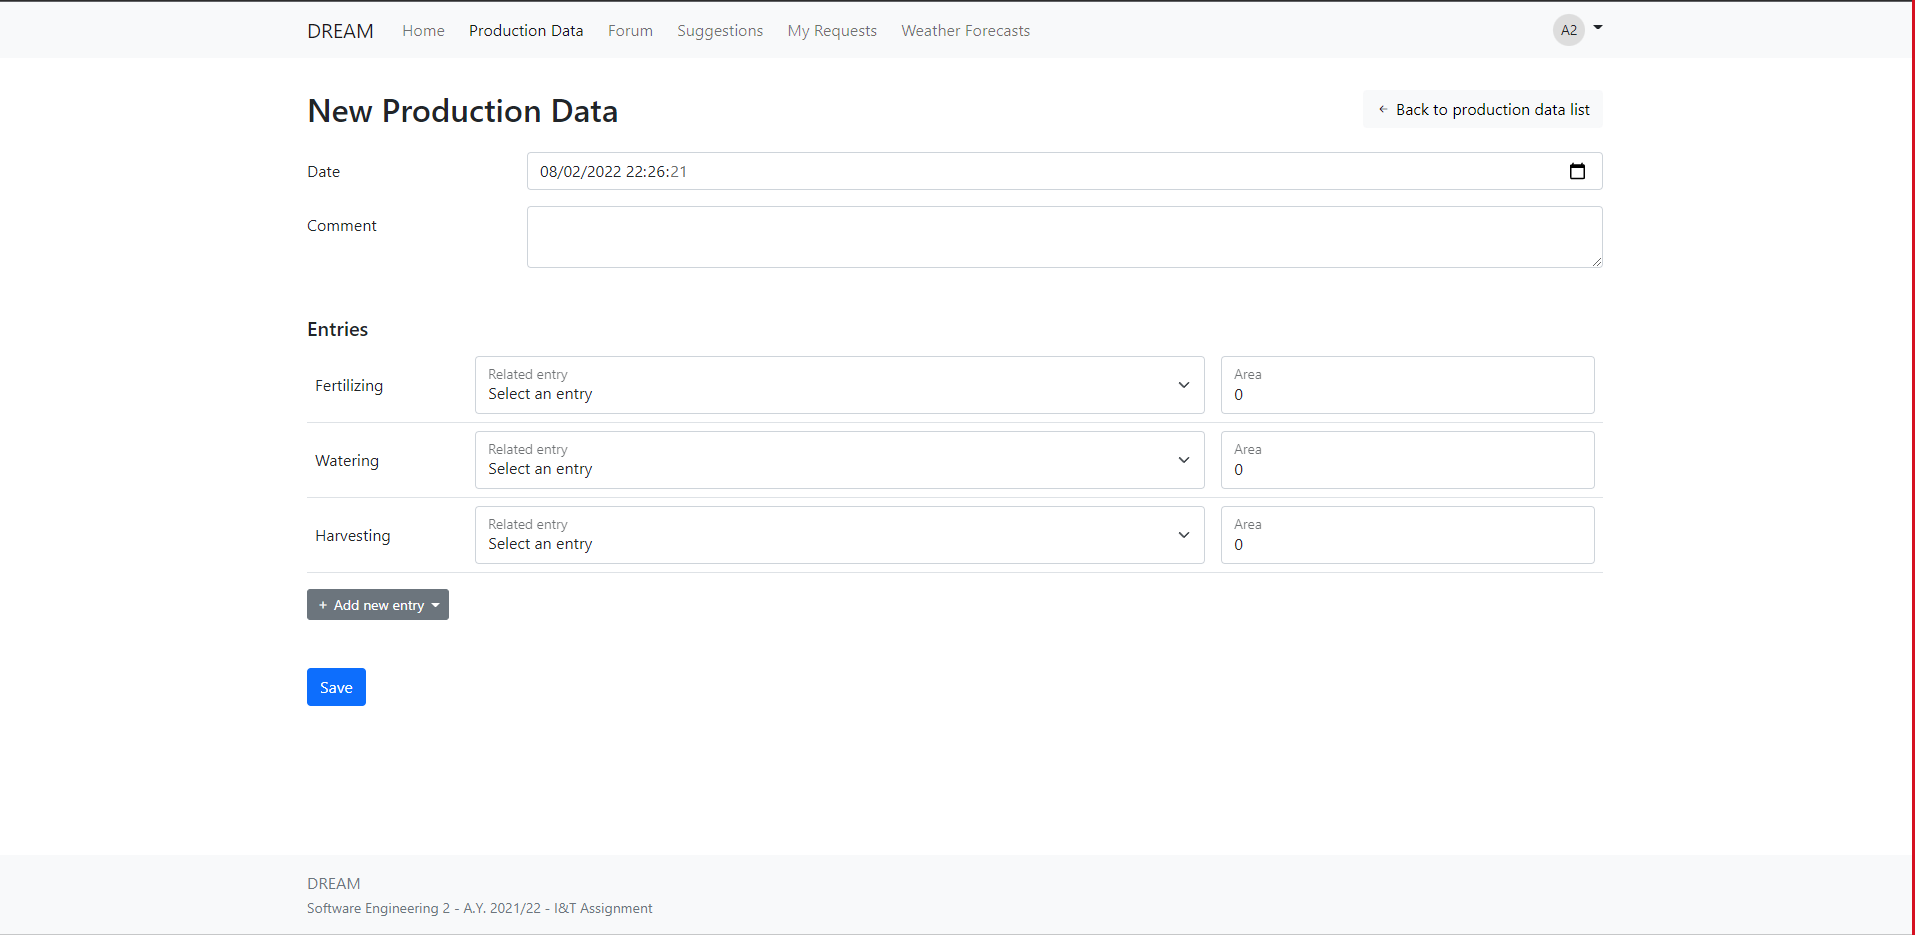 DREAM Home Production Data Forum Suggestions My Requests Weather Forecasts A2
New Production Data
← Back to production data list
Date
08/02/2022 22:26:21
Comment
Entries
Fertilizing
Related entry
Select an entry
Area
0
Watering
Related entry
Select an entry
Area
0
Harvesting
Related entry
Select an entry
Area
0
+ Add new entry
Save
DREAM
Software Engineering 2 - A.Y. 2021/22 - I&T Assignment